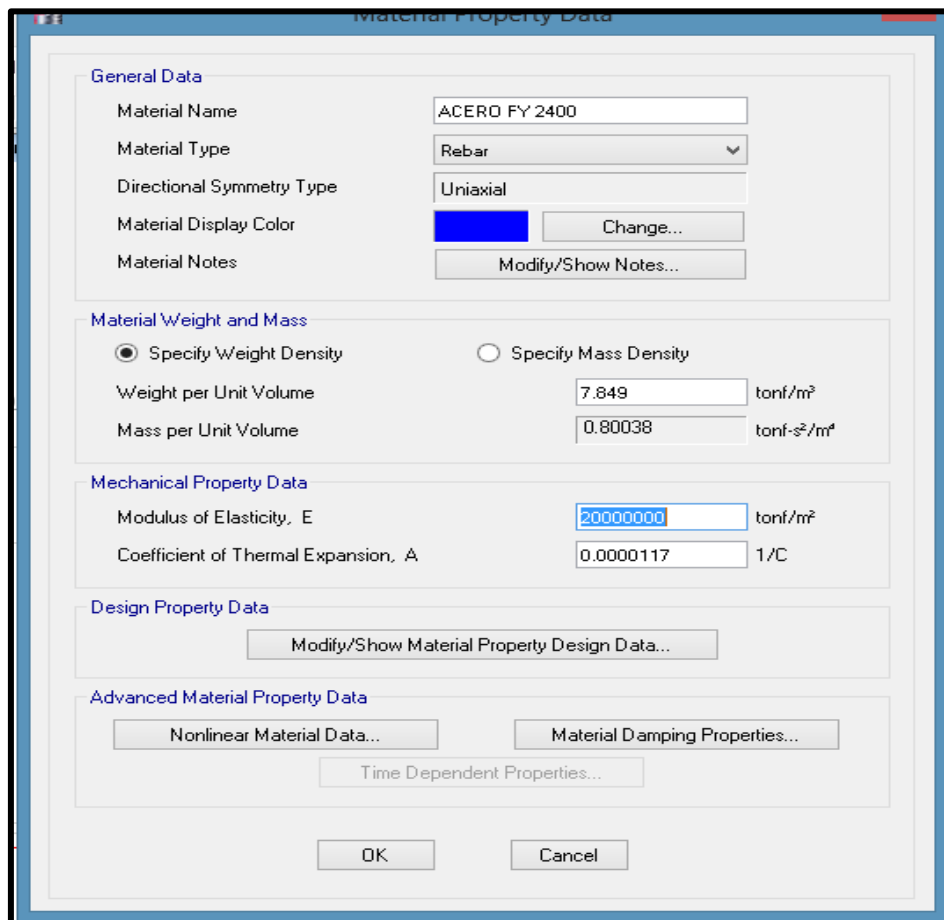 Material Property Data
General Data
Material Name ACERO FY 2400
Material Type Rebar
Directional Symmetry Type Uniaxial
Material Display Color Change...
Material Notes Modify/Show Notes...
Material Weight and Mass
Specify Weight Density Specify Mass Density
Weight per Unit Volume 7.849 tonf/m³
Mass per Unit Volume 0.80038 tonf-s²/m⁴
Mechanical Property Data
Modulus of Elasticity, E 20000000 tonf/m²
Coefficient of Thermal Expansion, A 0.0000117 1/C
Design Property Data
Modify/Show Material Property Design Data...
Advanced Material Property Data
Nonlinear Material Data... Material Damping Properties...
Time Dependent Properties...
OK Cancel